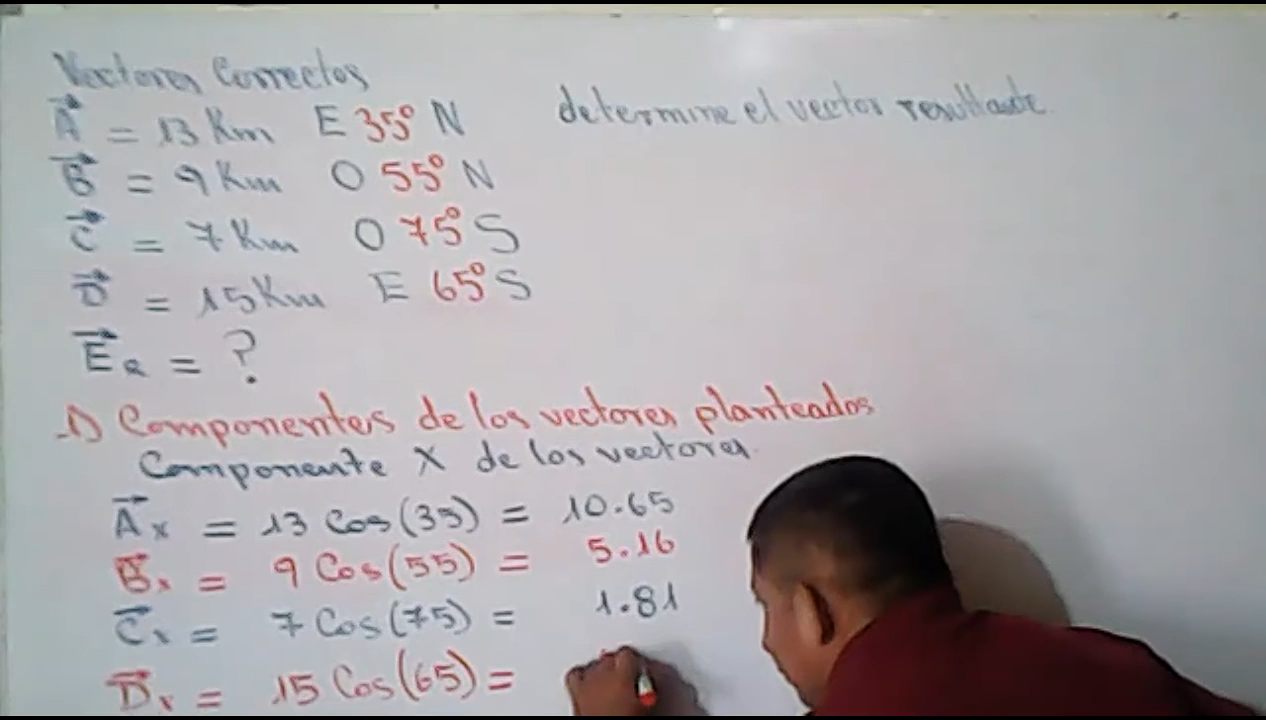 Vectores Correctos
A = 13 Km E 35° N
determine el vector resultante.
B = 9 Km O 55° N
C = 7 Km O 75° S
D = 15 Km E 65° S
E R = ?
1) Componentes de los vectores planteados
Componente X de los vectores.
Ax = 13 Cos(35) = 10.65
Bx = 9 Cos(55) = 5.16
Cx = 7 Cos(75) = 1.81
Dx = 15 Cos(65) =